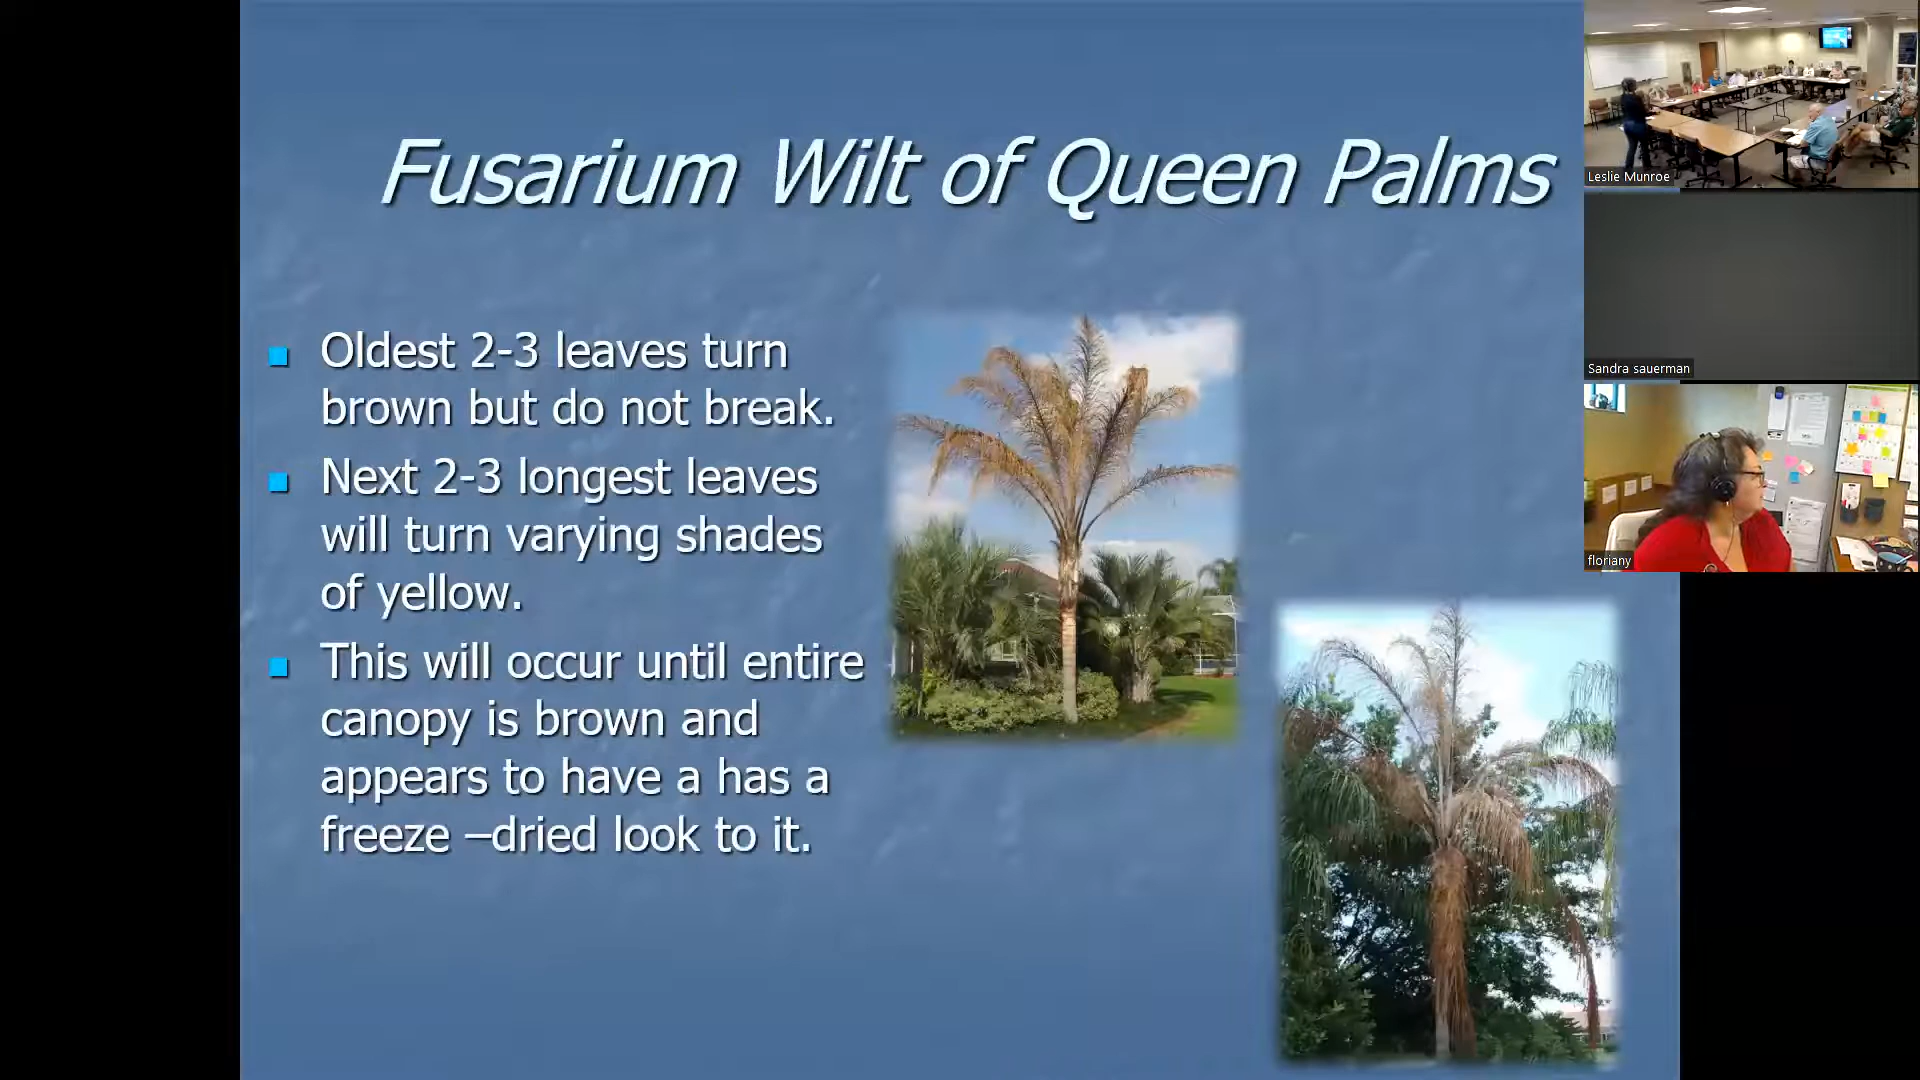 Fusarium Wilt of Queen Palms
Oldest 2-3 leaves turn
brown but do not break.
Next 2-3 longest leaves
will turn varying shades
of yellow.
This will occur until entire
canopy is brown and
appears to have a has a
freeze –dried look to it.
Leslie Munroe
Sandra sauerman
floriany